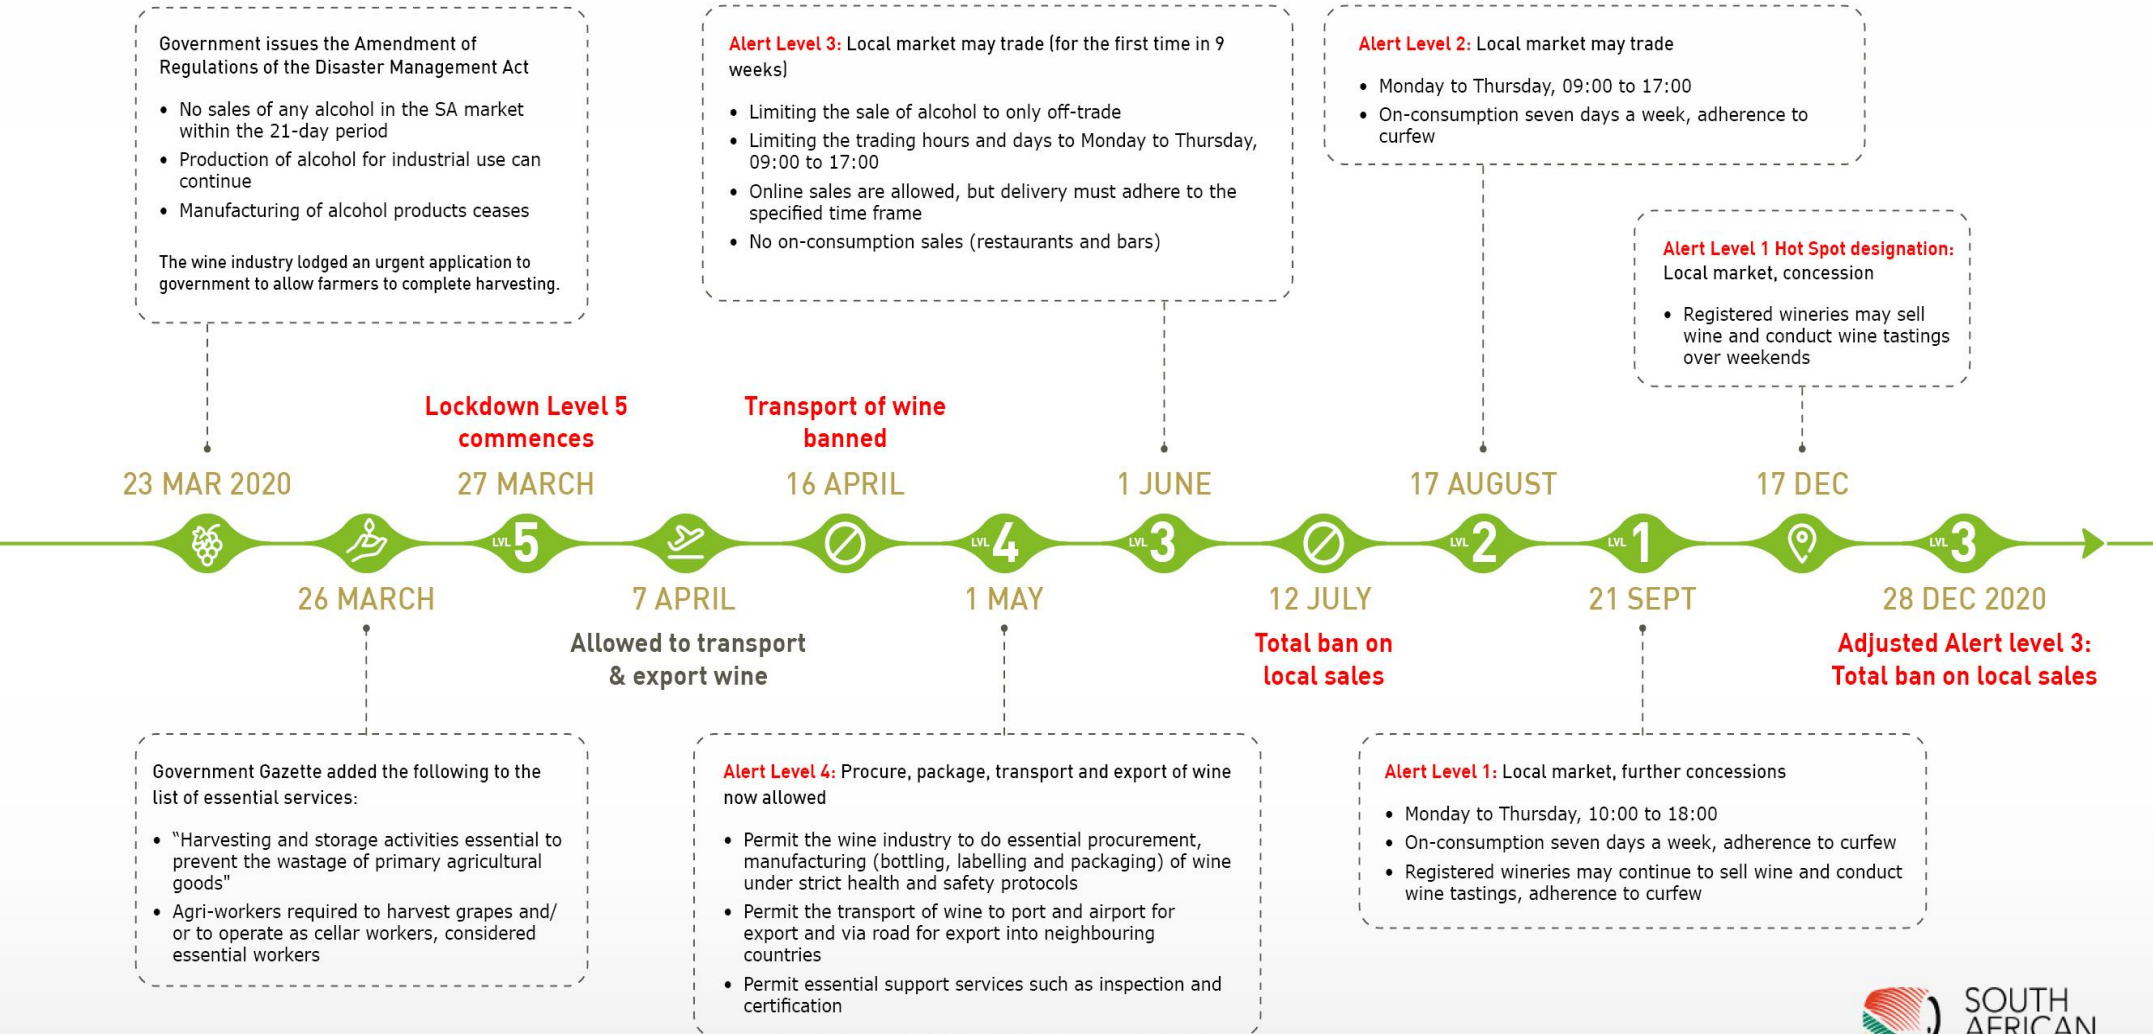 Government issues the Amendment of
Regulations of the Disaster Management Act
• No sales of any alcohol in the SA market
within the 21-day period
• Production of alcohol for industrial use can
continue
• Manufacturing of alcohol products ceases
The wine industry lodged an urgent application to
government to allow farmers to complete harvesting.
Alert Level 3: Local market may trade (for the first time in 9
weeks)
• Limiting the sale of alcohol to only off-trade
• Limiting the trading hours and days to Monday to Thursday,
09:00 to 17:00
• Online sales are allowed, but delivery must adhere to the
specified time frame
• No on-consumption sales (restaurants and bars)
Alert Level 2: Local market may trade
• Monday to Thursday, 09:00 to 17:00
• On-consumption seven days a week, adherence to
curfew
Alert Level 1 Hot Spot designation:
Local market, concession
• Registered wineries may sell
wine and conduct wine tastings
over weekends
Lockdown Level 5
commences
Transport of wine
banned
23 MAR 2020
27 MARCH
16 APRIL
1 JUNE
17 AUGUST
17 DEC
LVL 5
LVL 4
LVL 3
LVL 2
LVL 1
LVL 3
26 MARCH
7 APRIL
1 MAY
12 JULY
21 SEPT
28 DEC 2020
Allowed to transport
& export wine
Total ban on
local sales
Adjusted Alert level 3:
Total ban on local sales
Government Gazette added the following to the
list of essential services:
• “Harvesting and storage activities essential to
prevent the wastage of primary agricultural
goods"
• Agri-workers required to harvest grapes and/
or to operate as cellar workers, considered
essential workers
Alert Level 4: Procure, package, transport and export of wine
now allowed
• Permit the wine industry to do essential procurement,
manufacturing (bottling, labelling and packaging) of wine
under strict health and safety protocols
• Permit the transport of wine to port and airport for
export and via road for export into neighbouring
countries
• Permit essential support services such as inspection and
certification
Alert Level 1: Local market, further concessions
• Monday to Thursday, 10:00 to 18:00
• On-consumption seven days a week, adherence to curfew
• Registered wineries may continue to sell wine and conduct
wine tastings, adherence to curfew
SOUTH
AFRICAN